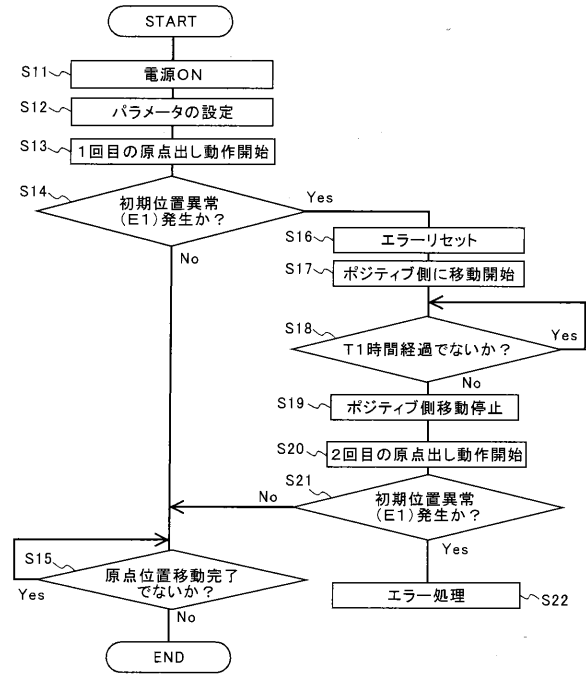 START
S11
電源ON
S12
パラメータの設定
S13
1回目の原点出し動作開始
S14
初期位置異常
(E1)発生か？
Yes
No
S16
エラーリセット
S17
ポジティブ側に移動開始
S18
T1時間経過でないか？
Yes
No
S19
ポジティブ側移動停止
S20
2回目の原点出し動作開始
S21
初期位置異常
(E1)発生か？
No
Yes
S15
原点位置移動完了
でないか？
Yes
No
エラー処理
S22
END